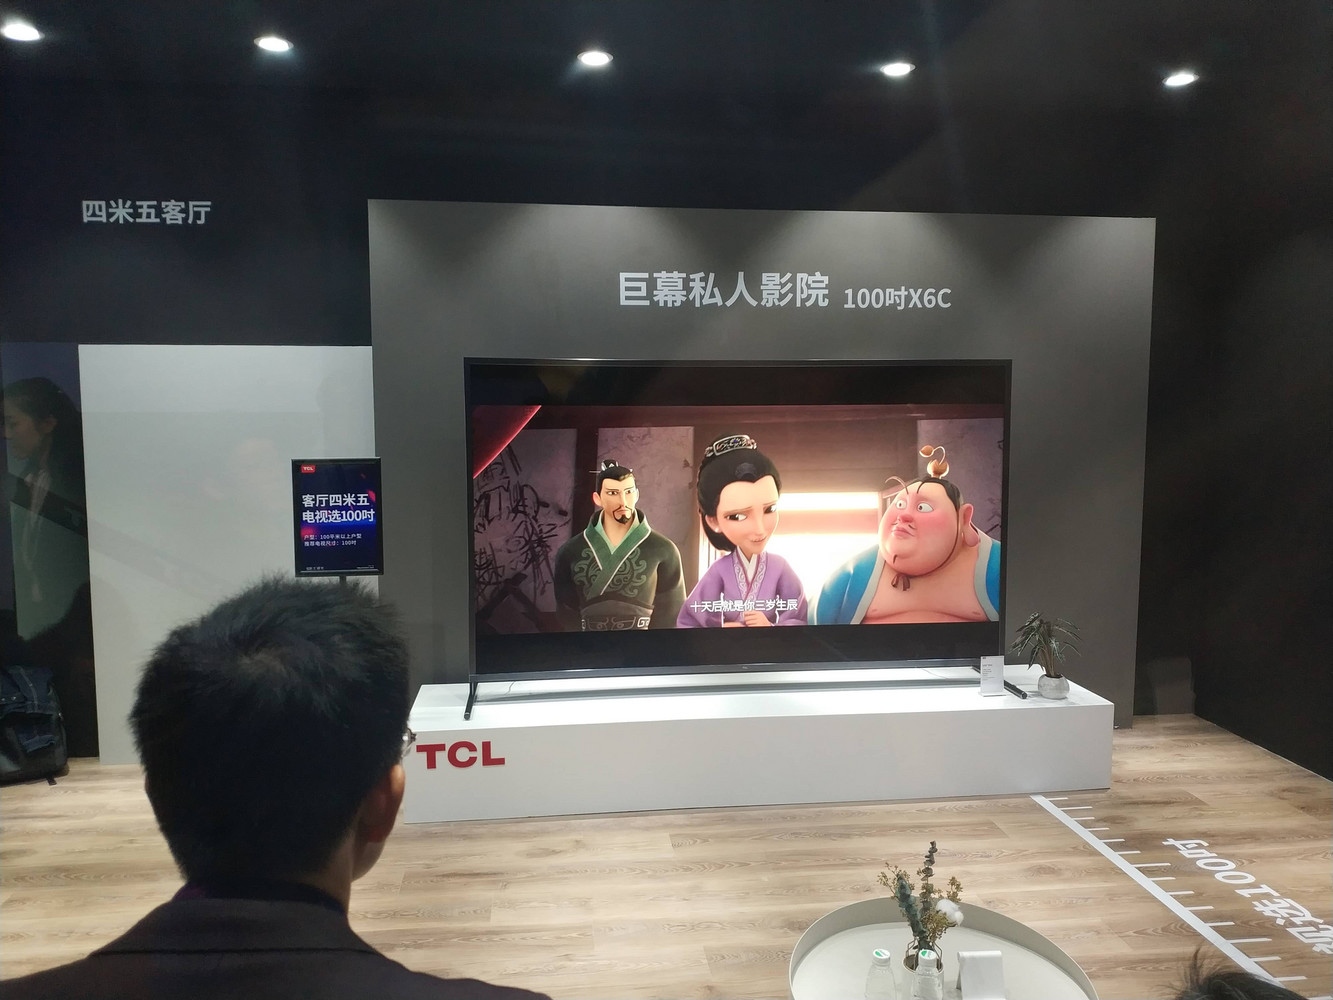 四米五客厅
巨幕私人影院 100吋X6C
TCL
客厅四米五
电视选100吋
户型：100平米以上户型
推荐电视尺寸：100吋
十天后就是你三岁生辰
TCL
视选100吋